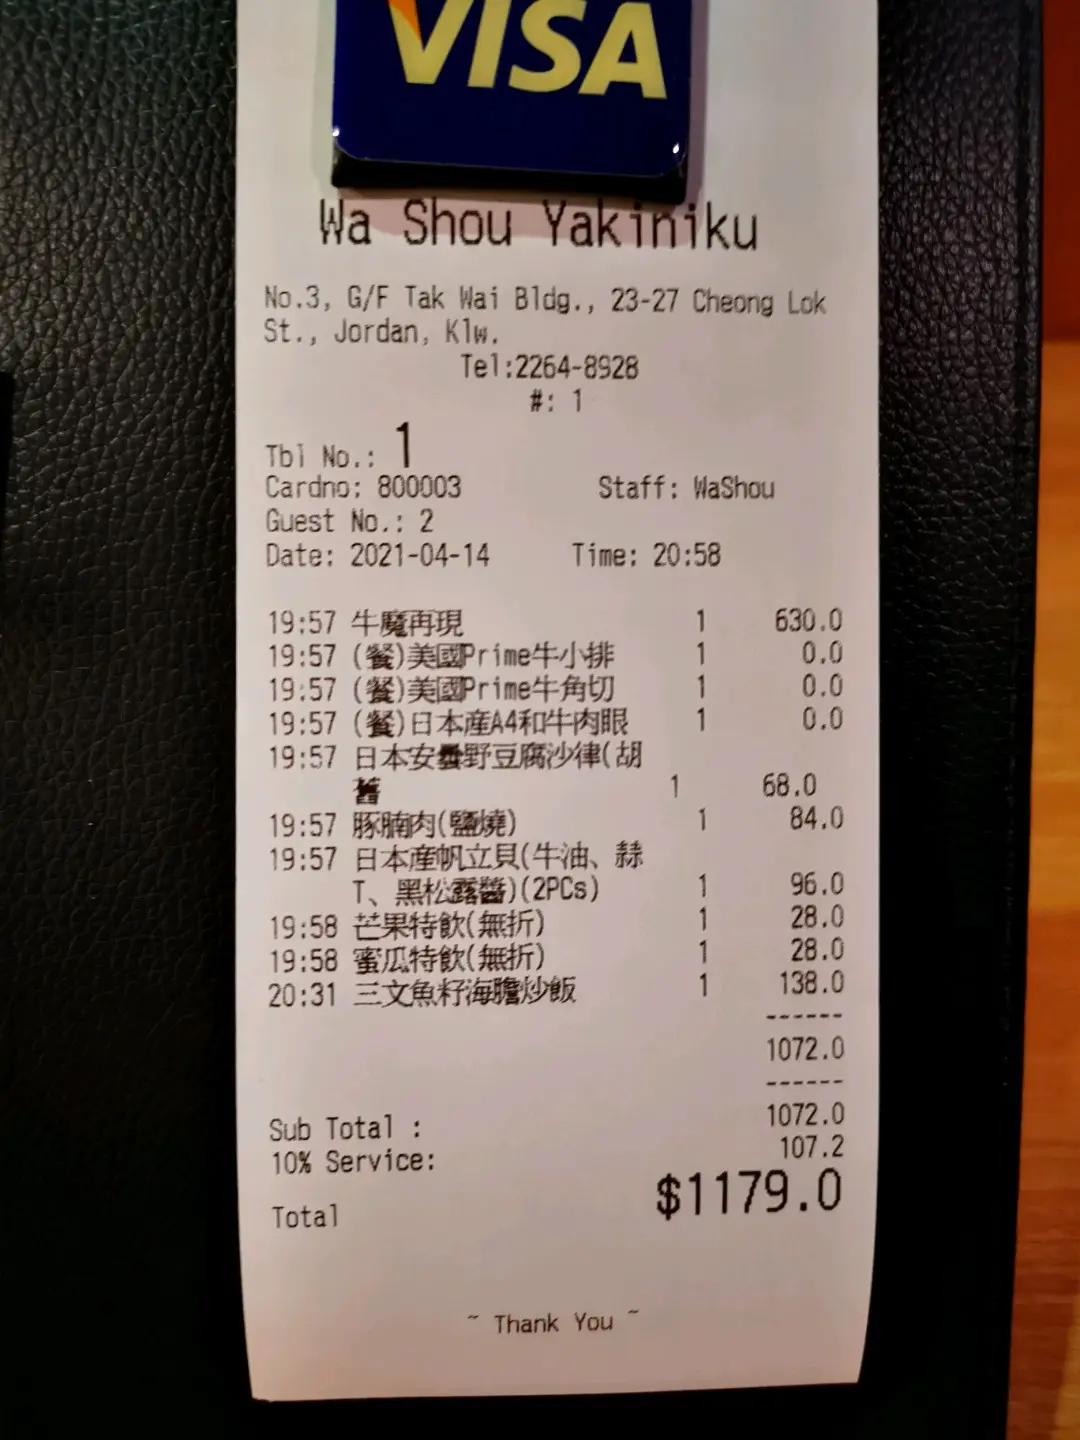 VISA
Wa Shou Yakiniku
No.3, G/F Tak Wai Bldg., 23-27 Cheong Lok
St., Jordan, Klw.
Tel:2264-8928
#: 1
Tbl No.: 1
Cardno: 800003 Staff: WaShou
Guest No.: 2
Date: 2021-04-14 Time: 20:58
19:57 牛魔再現 1 630.0
19:57 (餐)美國Prime牛小排 1 0.0
19:57 (餐)美國Prime牛角切 1 0.0
19:57 (餐)日本産A4和牛肉眼 1 0.0
19:57 日本安曇野豆腐沙律(胡
舊 1 68.0
19:57 豚腩肉(鹽燒) 1 84.0
19:57 日本産帆立貝(牛油、赫
T、黑松露醬)(2PCs) 1 96.0
19:58 芒果特飲(無折) 1 28.0
19:58 蜜瓜特飲(無折) 1 28.0
20:31 三文魚籽海膽炒飯 1 138.0
------
1072.0
------
Sub Total : 1072.0
10% Service: 107.2
Total $1179.0
~ Thank You ~